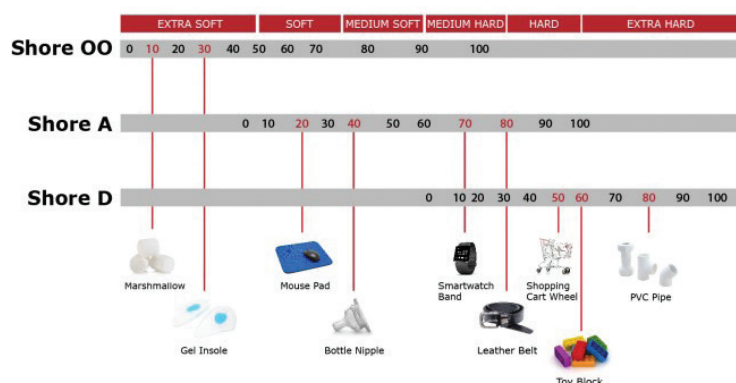 EXTRA SOFT SOFT MEDIUM SOFT MEDIUM HARD HARD EXTRA HARD
Shore OO 0 10 20 30 40 50 60 70 80 90 100
Shore A 0 10 20 30 40 50 60 70 80 90 100
Shore D 0 10 20 30 40 50 60 70 80 90 100
Marshmallow Mouse Pad Smartwatch Band Shopping Cart Wheel PVC Pipe
Gel Insole Bottle Nipple Leather Belt
Toy Block